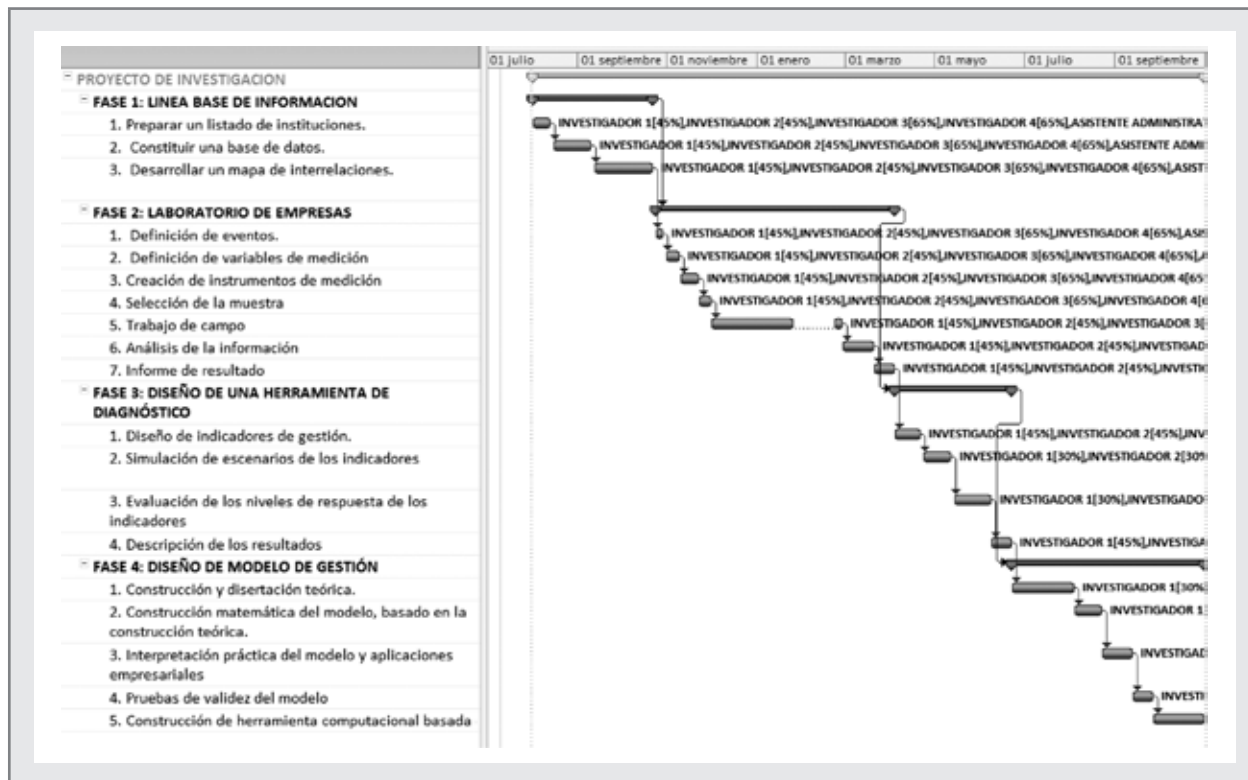 01 julio 01 septiembre 01 noviembre 01 enero 01 marzo 01 mayo 01 julio 01 septiembre
PROYECTO DE INVESTIGACION
FASE 1: LINEA BASE DE INFORMACION
1. Preparar un listado de instituciones. INVESTIGADOR 1[45%],INVESTIGADOR 2[45%],INVESTIGADOR 3[65%],INVESTIGADOR 4[65%],ASISTENTE ADMINISTRA
2. Constituir una base de datos. INVESTIGADOR 1[45%],INVESTIGADOR 2[45%],INVESTIGADOR 3[65%],INVESTIGADOR 4[65%],ASISTENTE ADMI
3. Desarrollar un mapa de interrelaciones. INVESTIGADOR 1[45%],INVESTIGADOR 2[45%],INVESTIGADOR 3[65%],INVESTIGADOR 4[65%],ASIST
FASE 2: LABORATORIO DE EMPRESAS
1. Definición de eventos. INVESTIGADOR 1[45%],INVESTIGADOR 2[45%],INVESTIGADOR 3[65%],INVESTIGADOR 4[65%],ASIS
2. Definición de variables de medición INVESTIGADOR 1[45%],INVESTIGADOR 2[45%],INVESTIGADOR 3[65%],INVESTIGADOR 4[65%],A
3. Creación de instrumentos de medición INVESTIGADOR 1[45%],INVESTIGADOR 2[45%],INVESTIGADOR 3[65%],INVESTIGADOR 4[65
4. Selección de la muestra INVESTIGADOR 1[45%],INVESTIGADOR 2[45%],INVESTIGADOR 3[65%],INVESTIGADOR 4[6
5. Trabajo de campo INVESTIGADOR 1[45%],INVESTIGADOR 2[45%],INVESTIGADOR 3[
6. Análisis de la información INVESTIGADOR 1[45%],INVESTIGADOR 2[45%],INVESTIGAD
7. Informe de resultado INVESTIGADOR 1[45%],INVESTIGADOR 2[45%],INVESTIG
FASE 3: DISEÑO DE UNA HERRAMIENTA DE
DIAGNÓSTICO
1. Diseño de indicadores de gestión. INVESTIGADOR 1[45%],INVESTIGADOR 2[45%],INV
2. Simulación de escenarios de los indicadores INVESTIGADOR 1[30%],INVESTIGADOR 2[30%
3. Evaluación de los niveles de respuesta de los INVESTIGADOR 1[30%],INVESTIGADO
indicadores
4. Descripción de los resultados INVESTIGADOR 1[45%],INVESTIGA
FASE 4: DISEÑO DE MODELO DE GESTIÓN
1. Construcción y disertación teórica. INVESTIGADOR 1[30%
2. Construcción matemática del modelo, basado en la INVESTIGADOR 1
construcción teórica.
3. Interpretación práctica del modelo y aplicaciones INVESTIGAD
empresariales
4. Pruebas de validez del modelo INVESTI
5. Construcción de herramienta computacional basada